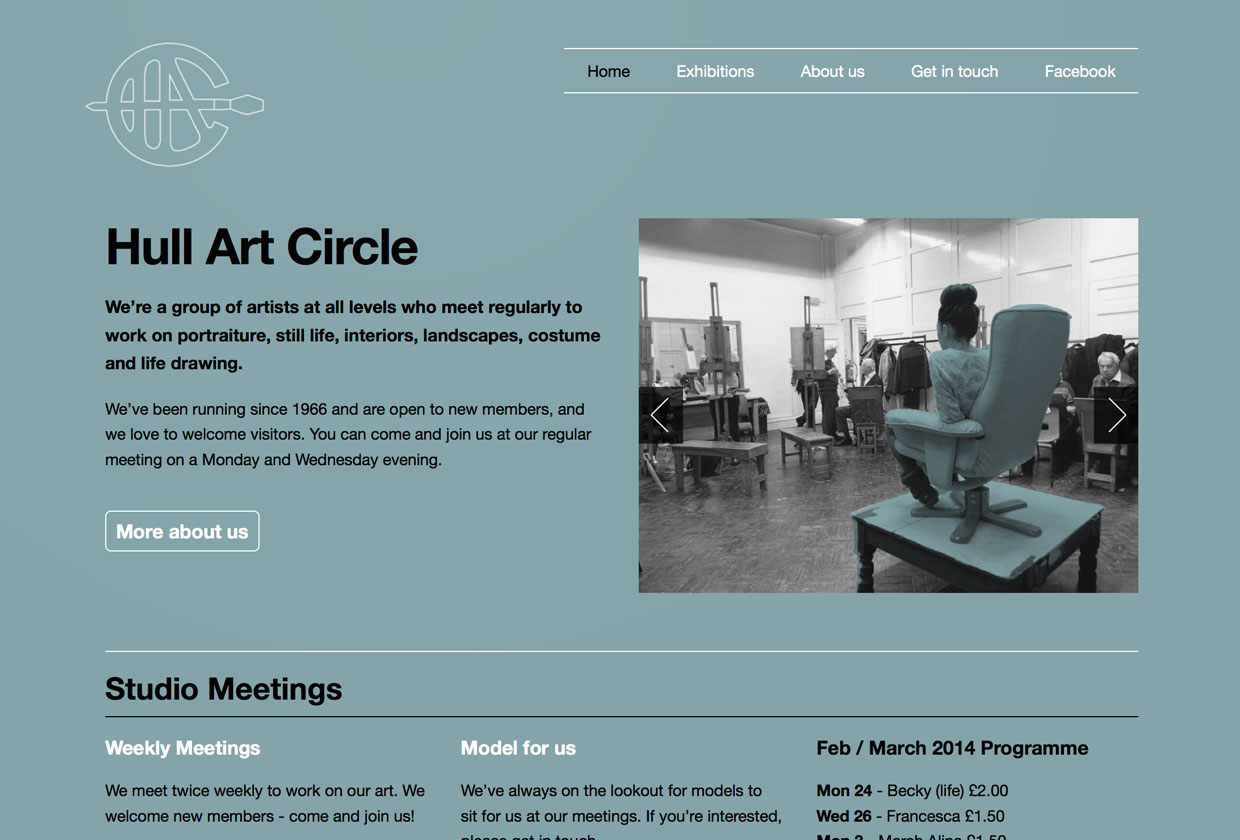 Home Exhibitions About us Get in touch Facebook
Hull Art Circle
We're a group of artists at all levels who meet regularly to
work on portraiture, still life, interiors, landscapes, costume
and life drawing.
We've been running since 1966 and are open to new members, and
we love to welcome visitors. You can come and join us at our regular
meeting on a Monday and Wednesday evening.
More about us
Studio Meetings
Weekly Meetings
We meet twice weekly to work on our art. We
welcome new members - come and join us!
Model for us
We've always on the lookout for models to
sit for us at our meetings. If you're interested,
please get in touch
Feb / March 2014 Programme
Mon 24 - Becky (life) £2.00
Wed 26 - Francesca £1.50